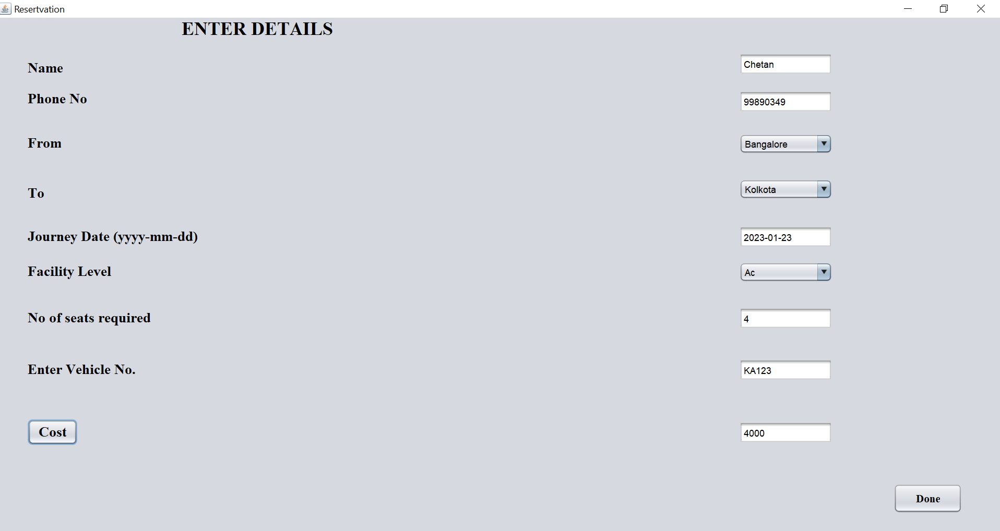 Resertvation
ENTER DETAILS
Name
Chetan
Phone No
99890349
From
Bangalore
To
Kolkota
Journey Date (yyyy-mm-dd)
2023-01-23
Facility Level
Ac
No of seats required
4
Enter Vehicle No.
KA123
Cost
4000
Done